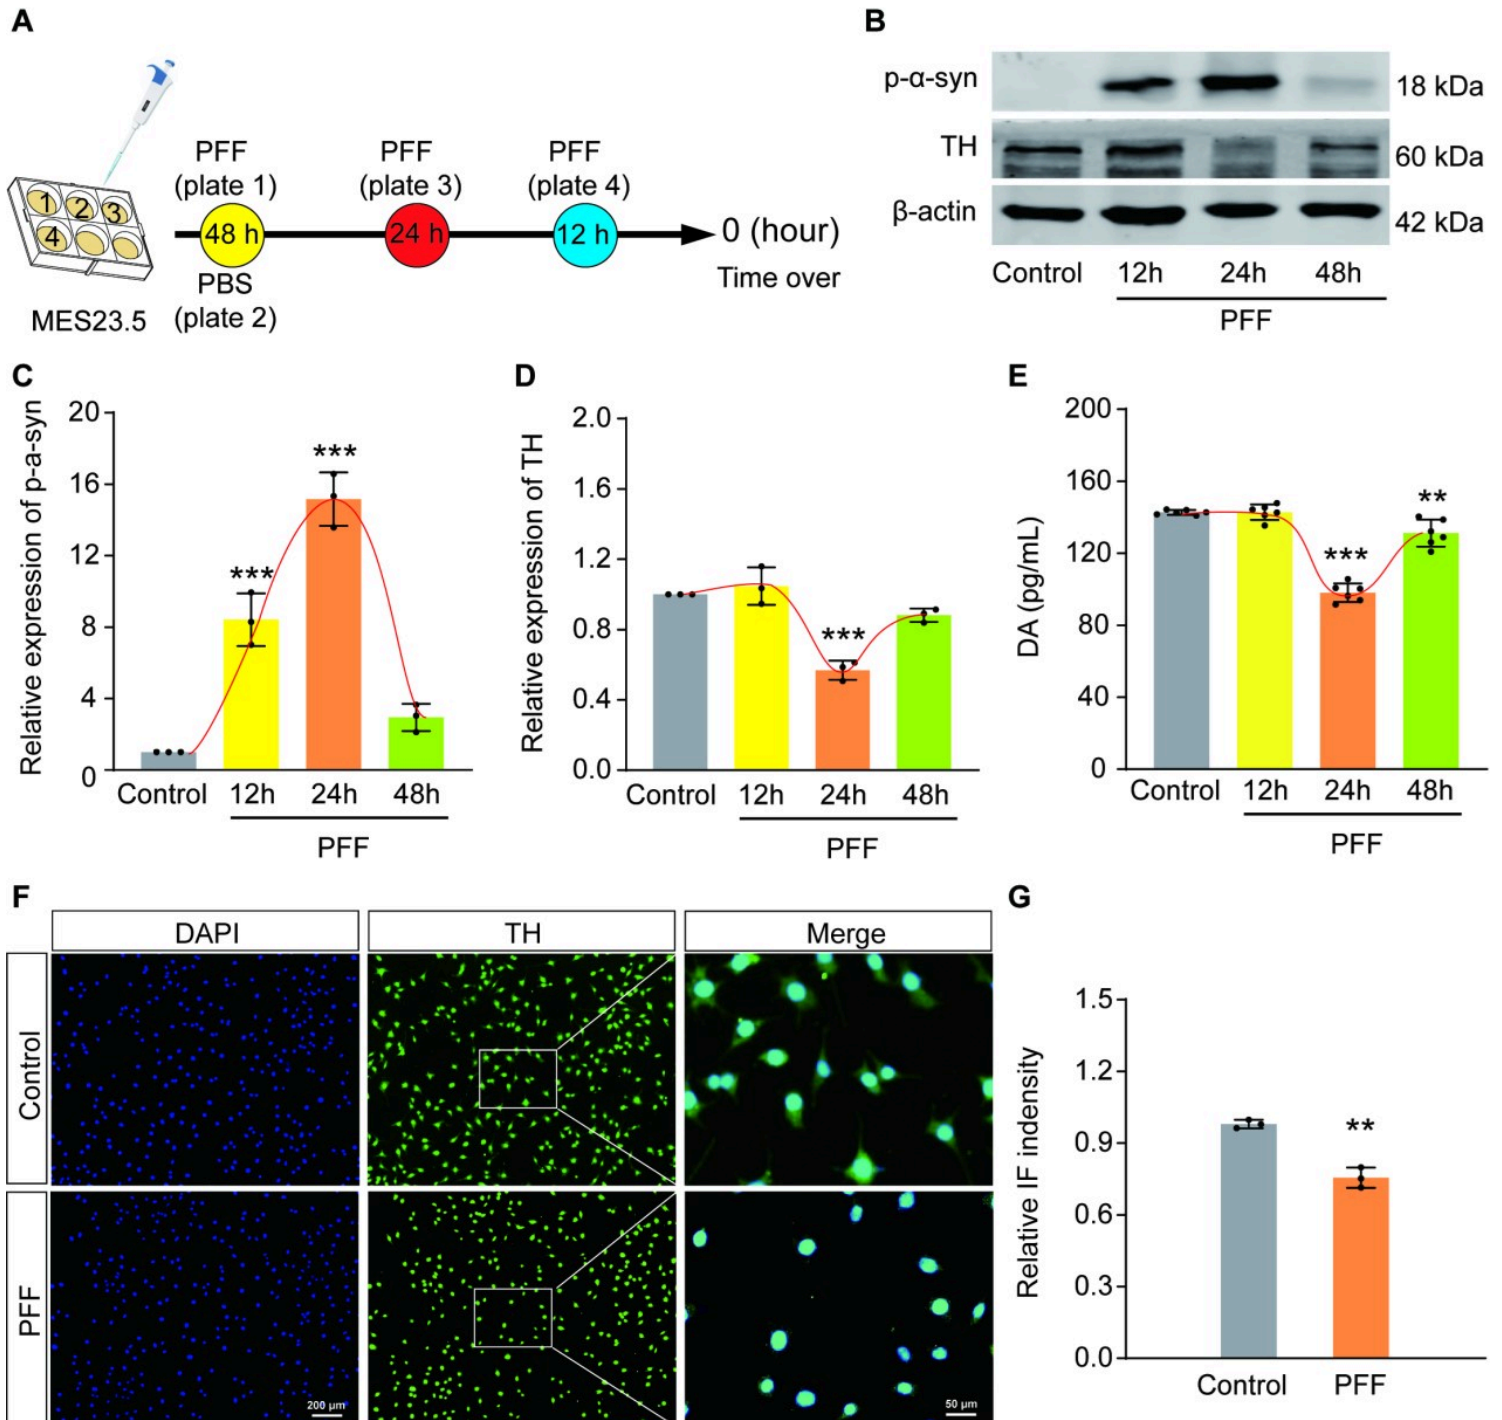 A
PFF
(plate 1)
PFF
(plate 3)
PFF
(plate 4)
1 2 3
4
48 h
24 h
12 h
0 (hour)
Time over
PBS
(plate 2)
MES23.5
B
p-α-syn
18 kDa
TH
60 kDa
β-actin
42 kDa
Control 12h 24h 48h
PFF
C
Relative expression of p-a-syn
20
16
12
8
4
0
***
***
Control 12h 24h 48h
PFF
D
Relative expression of TH
2.0
1.6
1.2
0.8
0.4
0.0
***
Control 12h 24h 48h
PFF
E
DA (pg/mL)
200
160
120
80
40
0
***
**
Control 12h 24h 48h
PFF
F
DAPI TH Merge
Control
PFF
200 μm
50 μm
G
Relative IF indensity
1.5
1.2
0.9
0.6
0.3
0.0
**
Control PFF